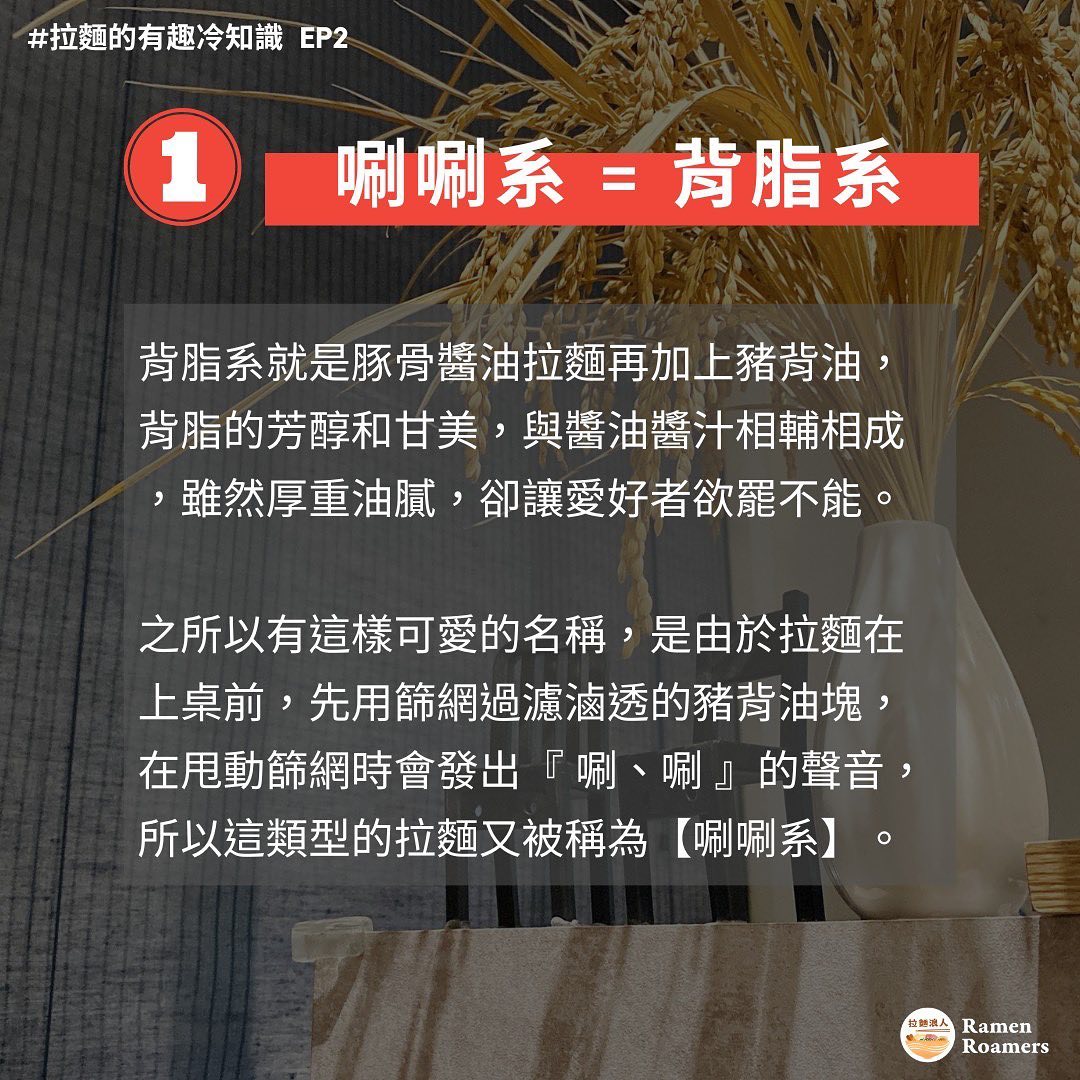 #拉麵的有趣冷知識 EP2
1
唰唰系 = 背脂系
背脂系就是豚骨醬油拉麵再加上豬背油，
背脂的芳醇和甘美，與醬油醬汁相輔相成
，雖然厚重油膩，卻讓愛好者欲罷不能。
之所以有這樣可愛的名稱，是由於拉麵在
上桌前，先用篩網過濾滷透的豬背油塊，
在甩動篩網時會發出『 唰、唰 』的聲音，
所以這類型的拉麵又被稱為【唰唰系】。
拉麵浪人
Ramen
Roamers